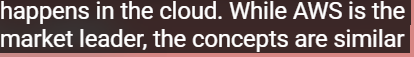 happens in the cloud. While AWS is the
market leader, the concepts are similar